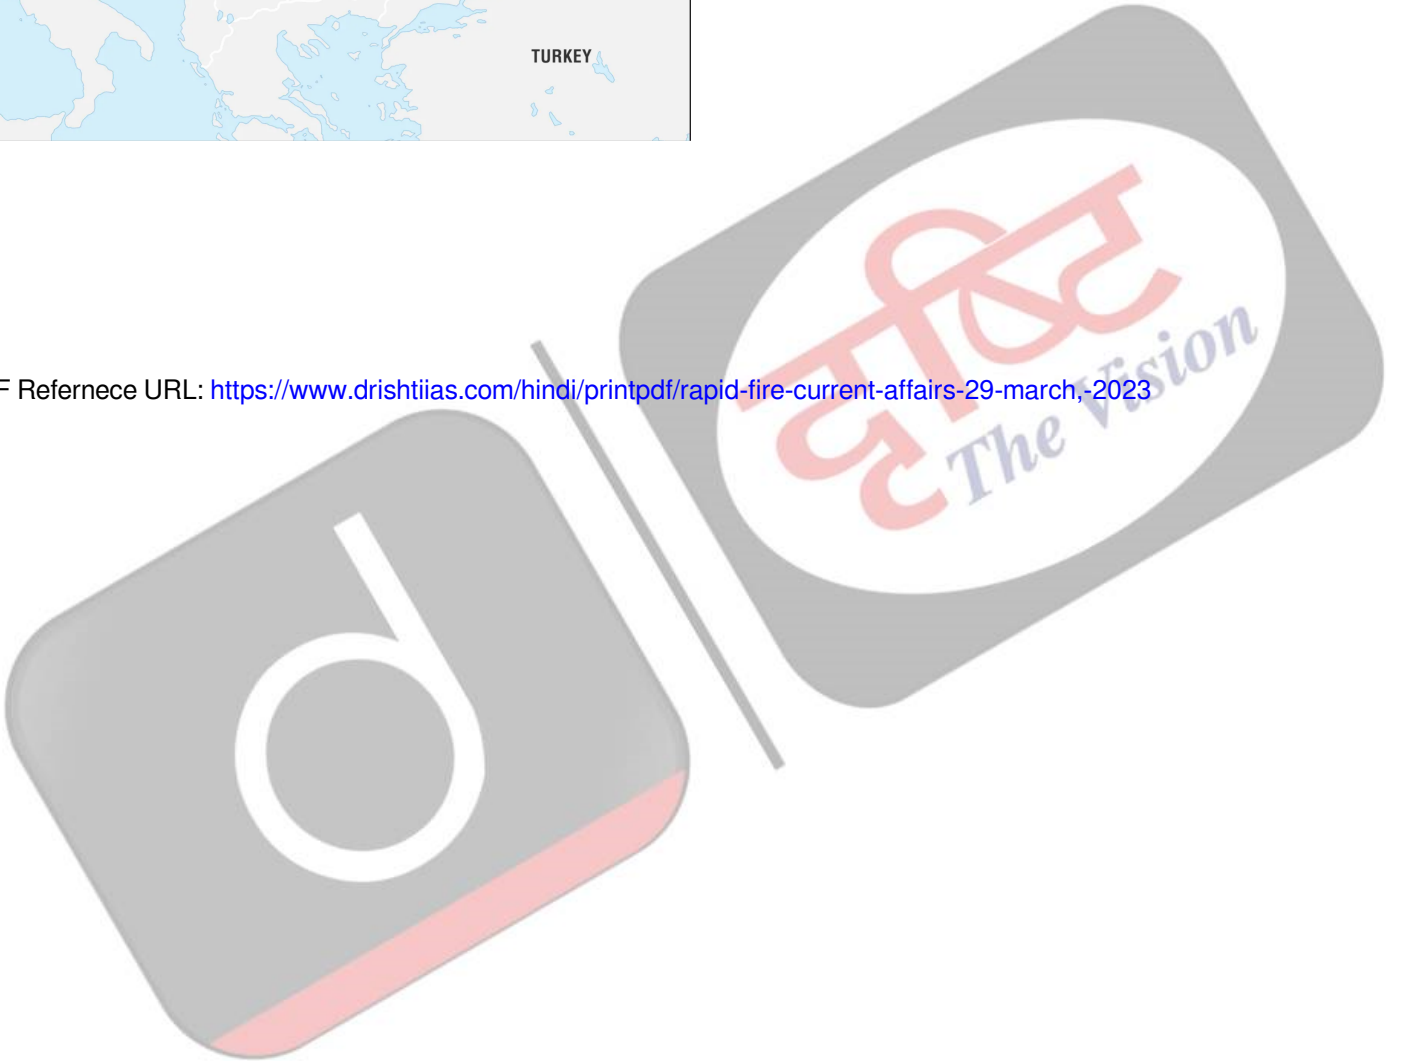 TURKEY
F Refernece URL: https://www.drishtiias.com/hindi/printpdf/rapid-fire-current-affairs-29-march,-2023
दृष्टि
The Vision
d